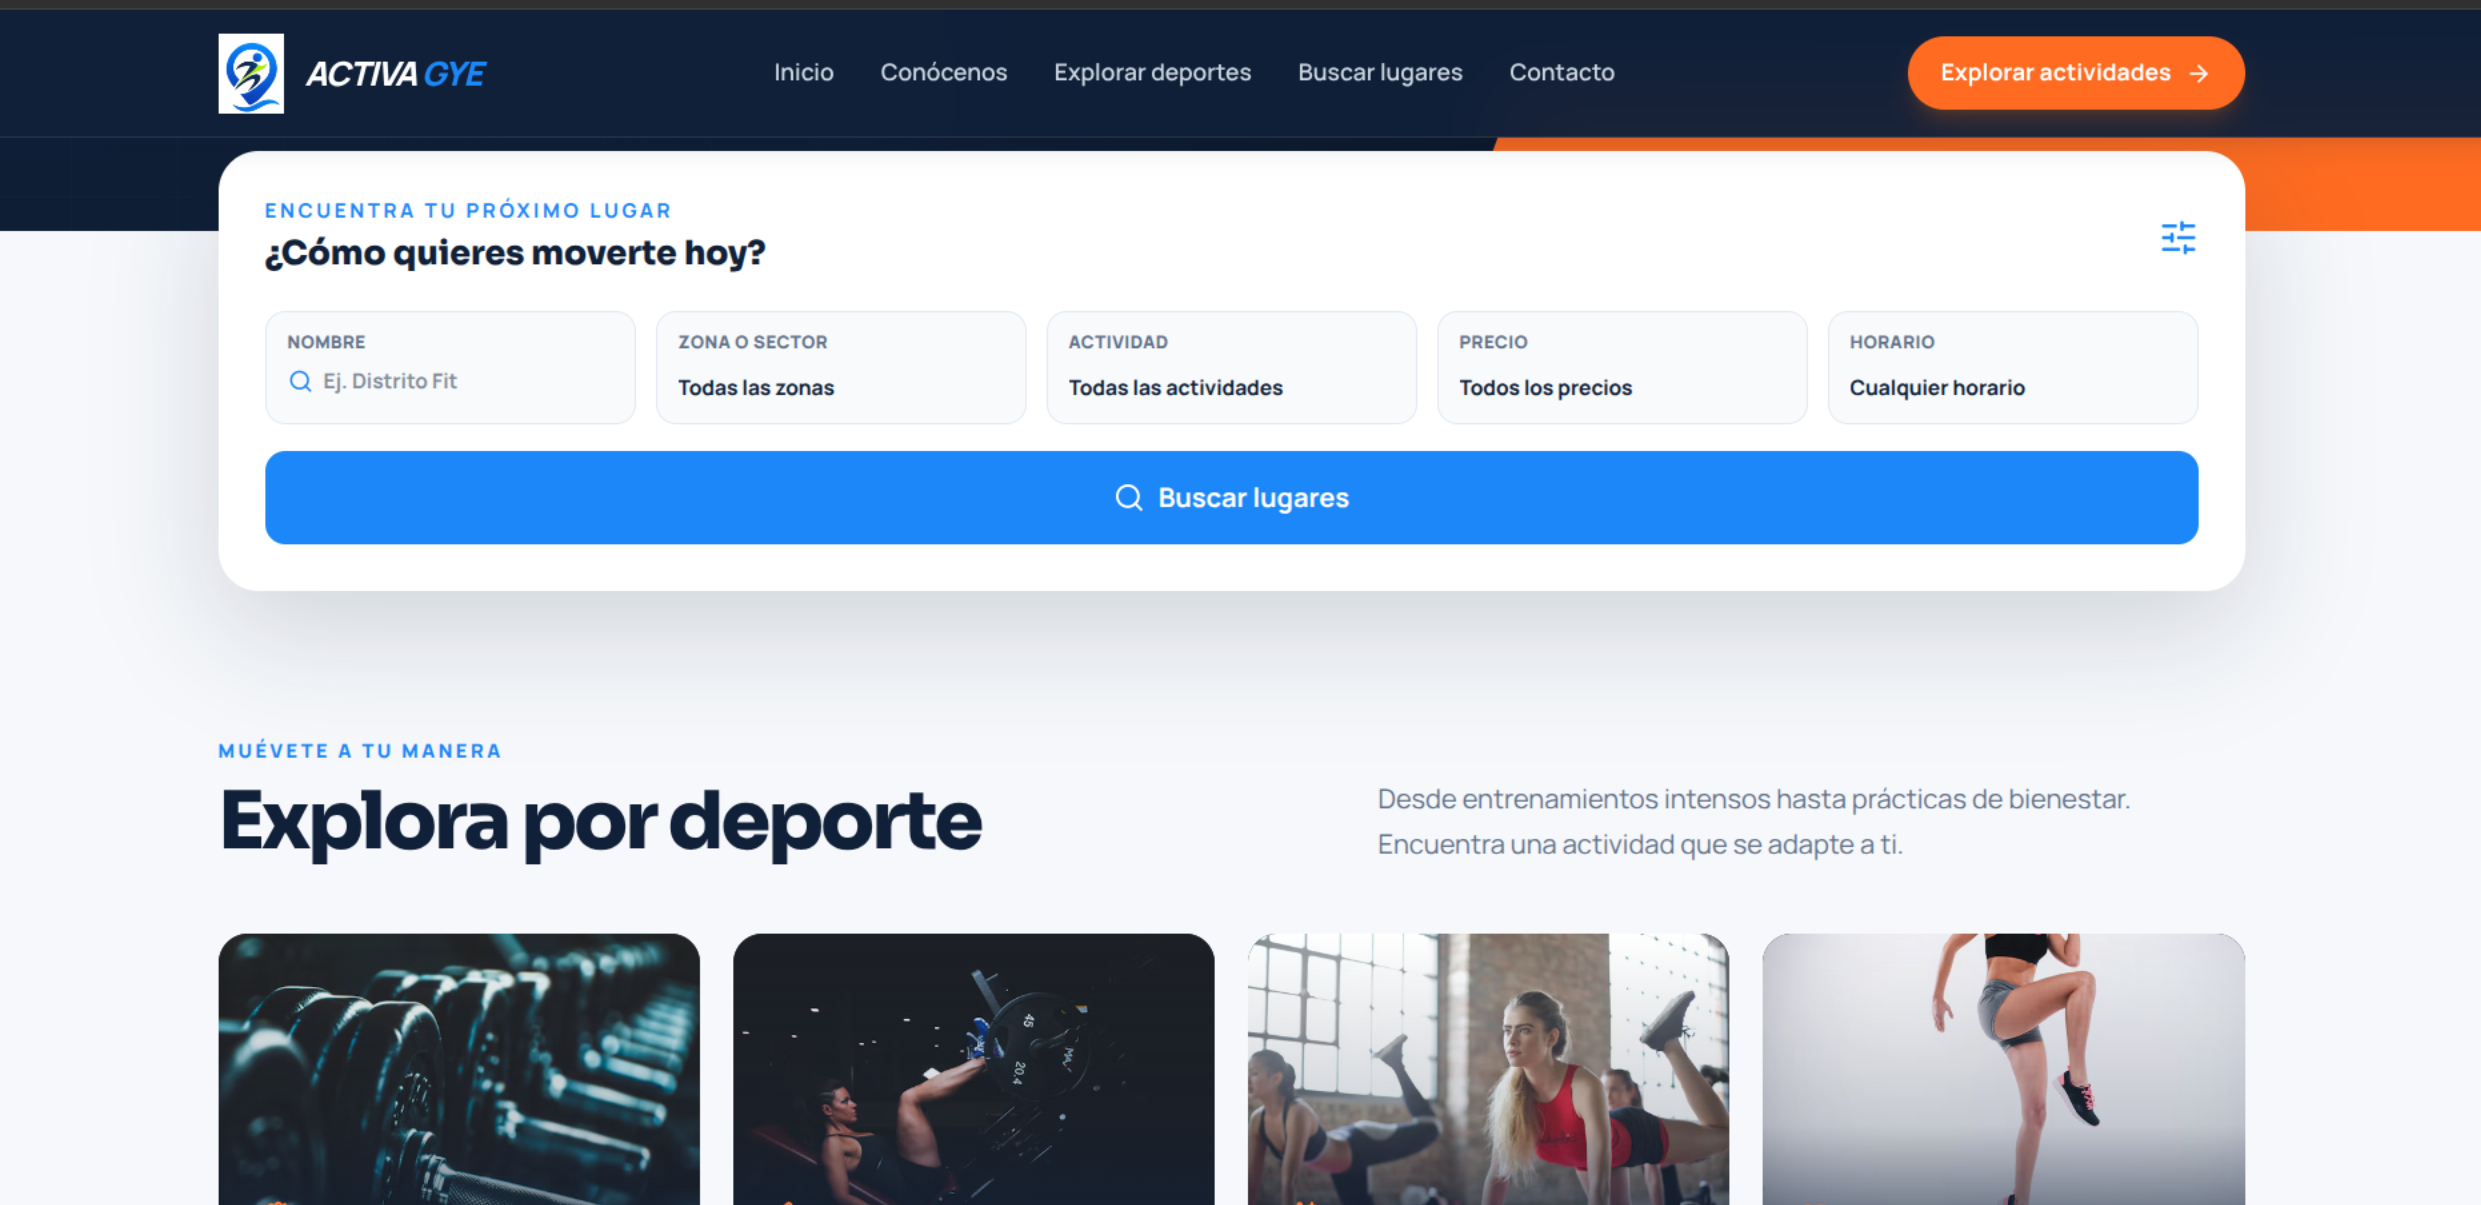 ACTIVA GYE
Inicio
Conócenos
Explorar deportes
Buscar lugares
Contacto
Explorar actividades
ENCUENTRA TU PRÓXIMO LUGAR
¿Cómo quieres moverte hoy?
NOMBRE
Ej. Distrito Fit
ZONA O SECTOR
Todas las zonas
ACTIVIDAD
Todas las actividades
PRECIO
Todos los precios
HORARIO
Cualquier horario
Buscar lugares
MUÉVETE A TU MANERA
Explora por deporte
Desde entrenamientos intensos hasta prácticas de bienestar.
Encuentra una actividad que se adapte a ti.
45
20.4